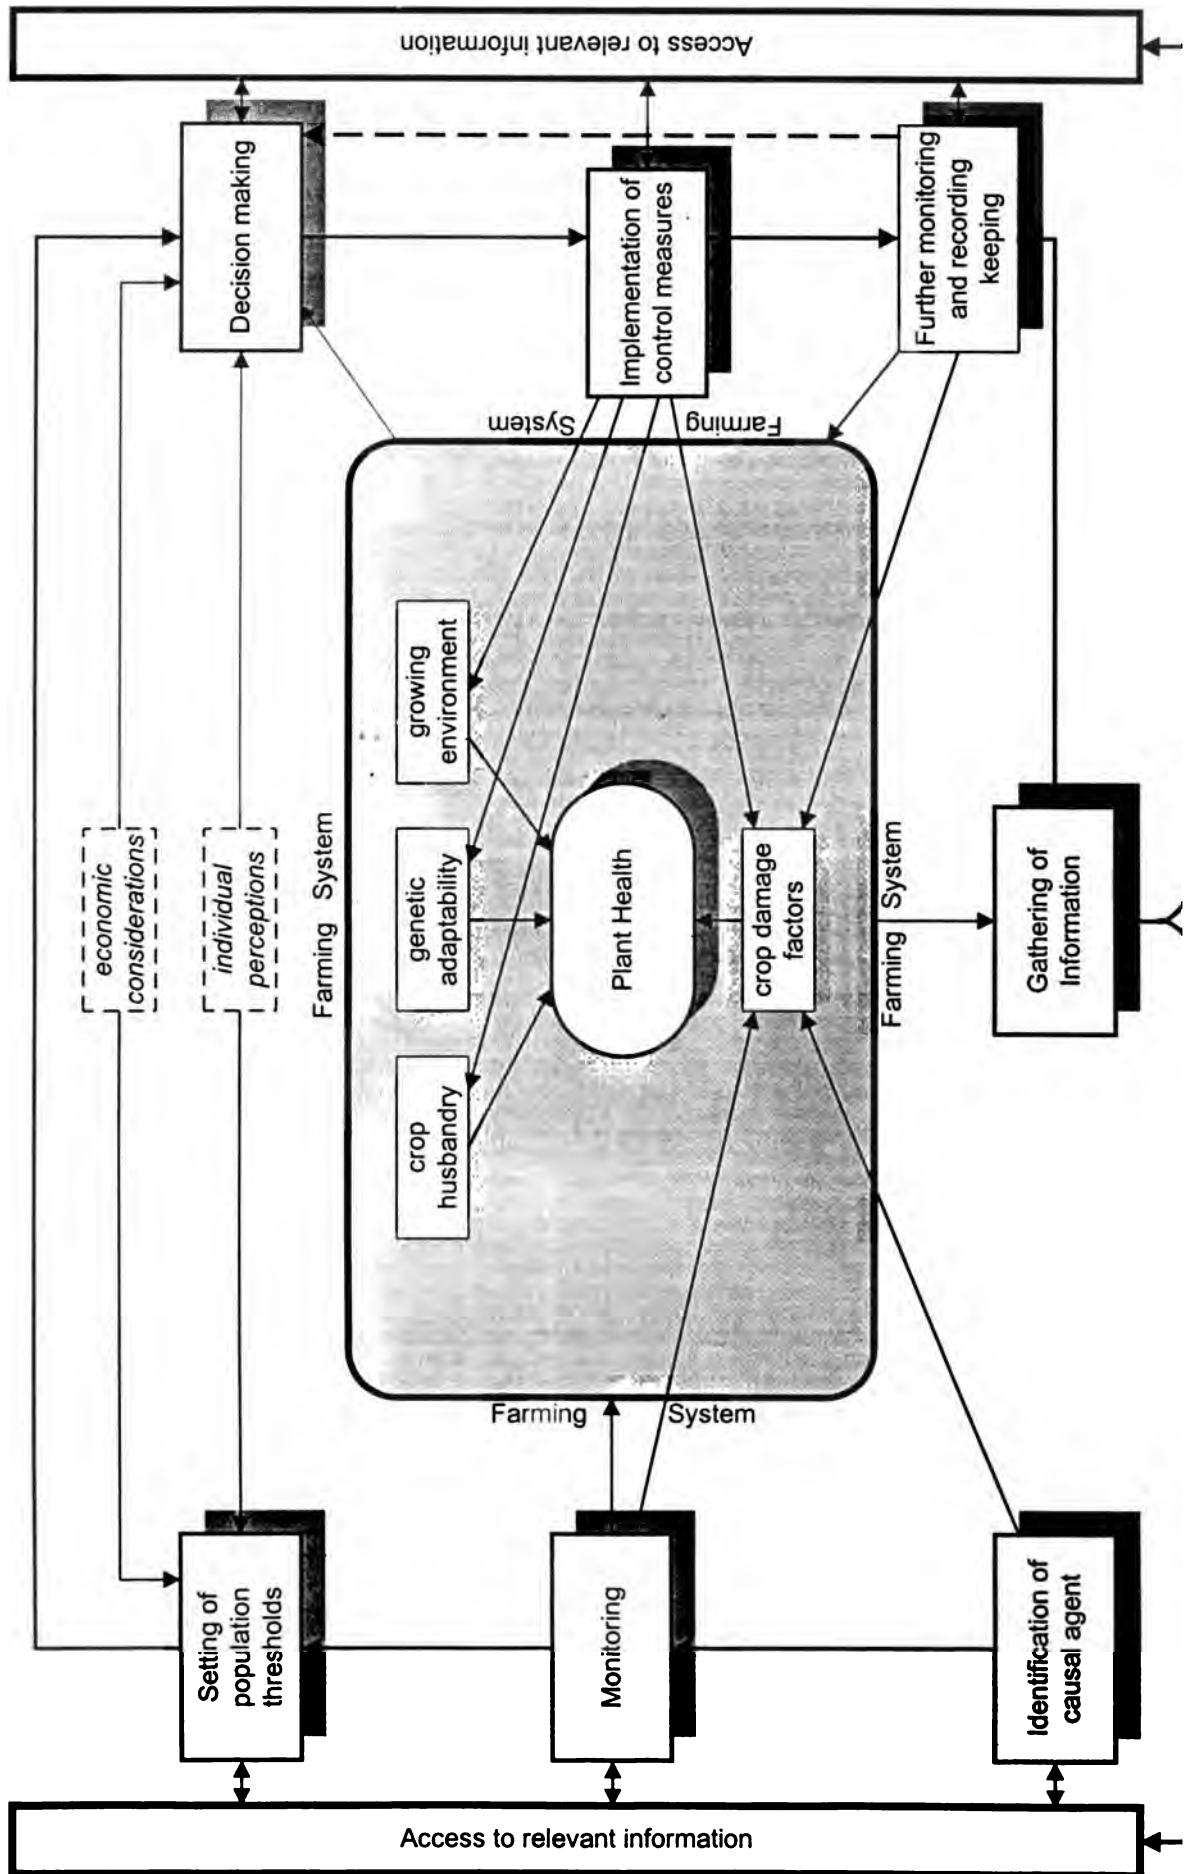 Access to relevant information
Decision making
Implementation of
control measures
Further monitoring
and recording
keeping
economic
considerations
individual
perceptions
Farming System
System
Farming
growing
environment
genetic
adaptability
crop
husbandry
Plant Health
crop damage
factors
Farming System
Gathering of
Information
Farming System
Setting of
population
thresholds
Monitoring
Identification of
causal agent
Access to relevant information